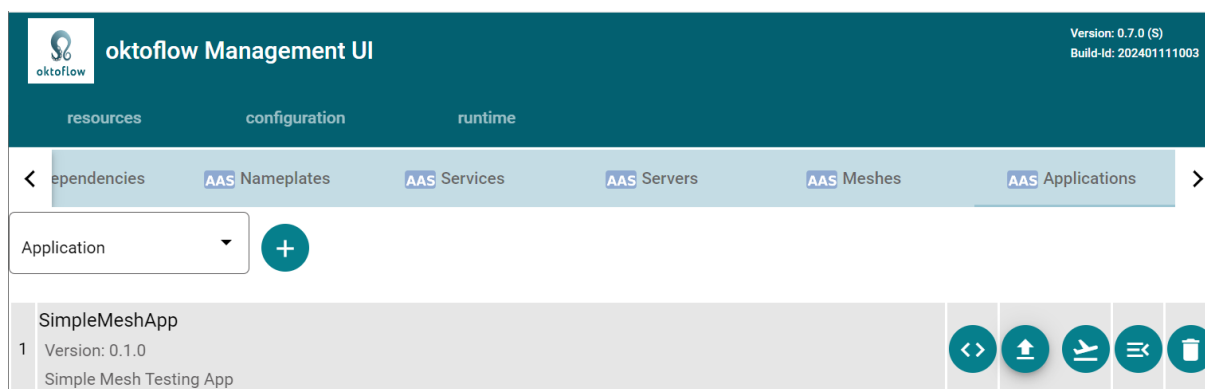 oktoflow
oktoflow Management UI
Version: 0.7.0 (S)
Build-Id: 202401111003
resources configuration runtime
ependencies AAS Nameplates AAS Services AAS Servers AAS Meshes AAS Applications
Application
SimpleMeshApp
1 Version: 0.1.0
Simple Mesh Testing App